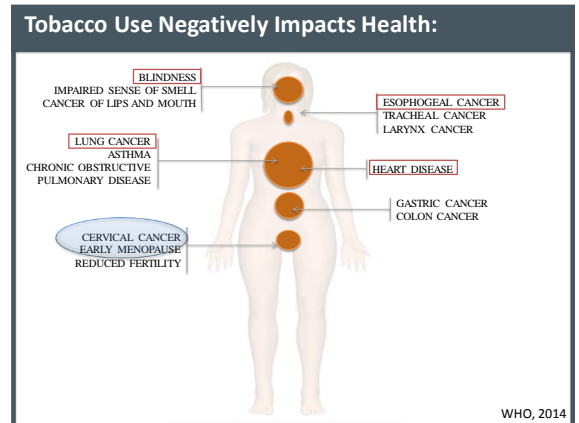 Tobacco Use Negatively Impacts Health:
BLINDNESS
IMPAIRED SENSE OF SMELL
CANCER OF LIPS AND MOUTH
ESOPHOGEAL CANCER
TRACHEAL CANCER
LARYNX CANCER
LUNG CANCER
ASTHMA
CHRONIC OBSTRUCTIVE
PULMONARY DISEASE
HEART DISEASE
GASTRIC CANCER
COLON CANCER
CERVICAL CANCER
EARLY MENOPAUSE
REDUCED FERTILITY
WHO, 2014